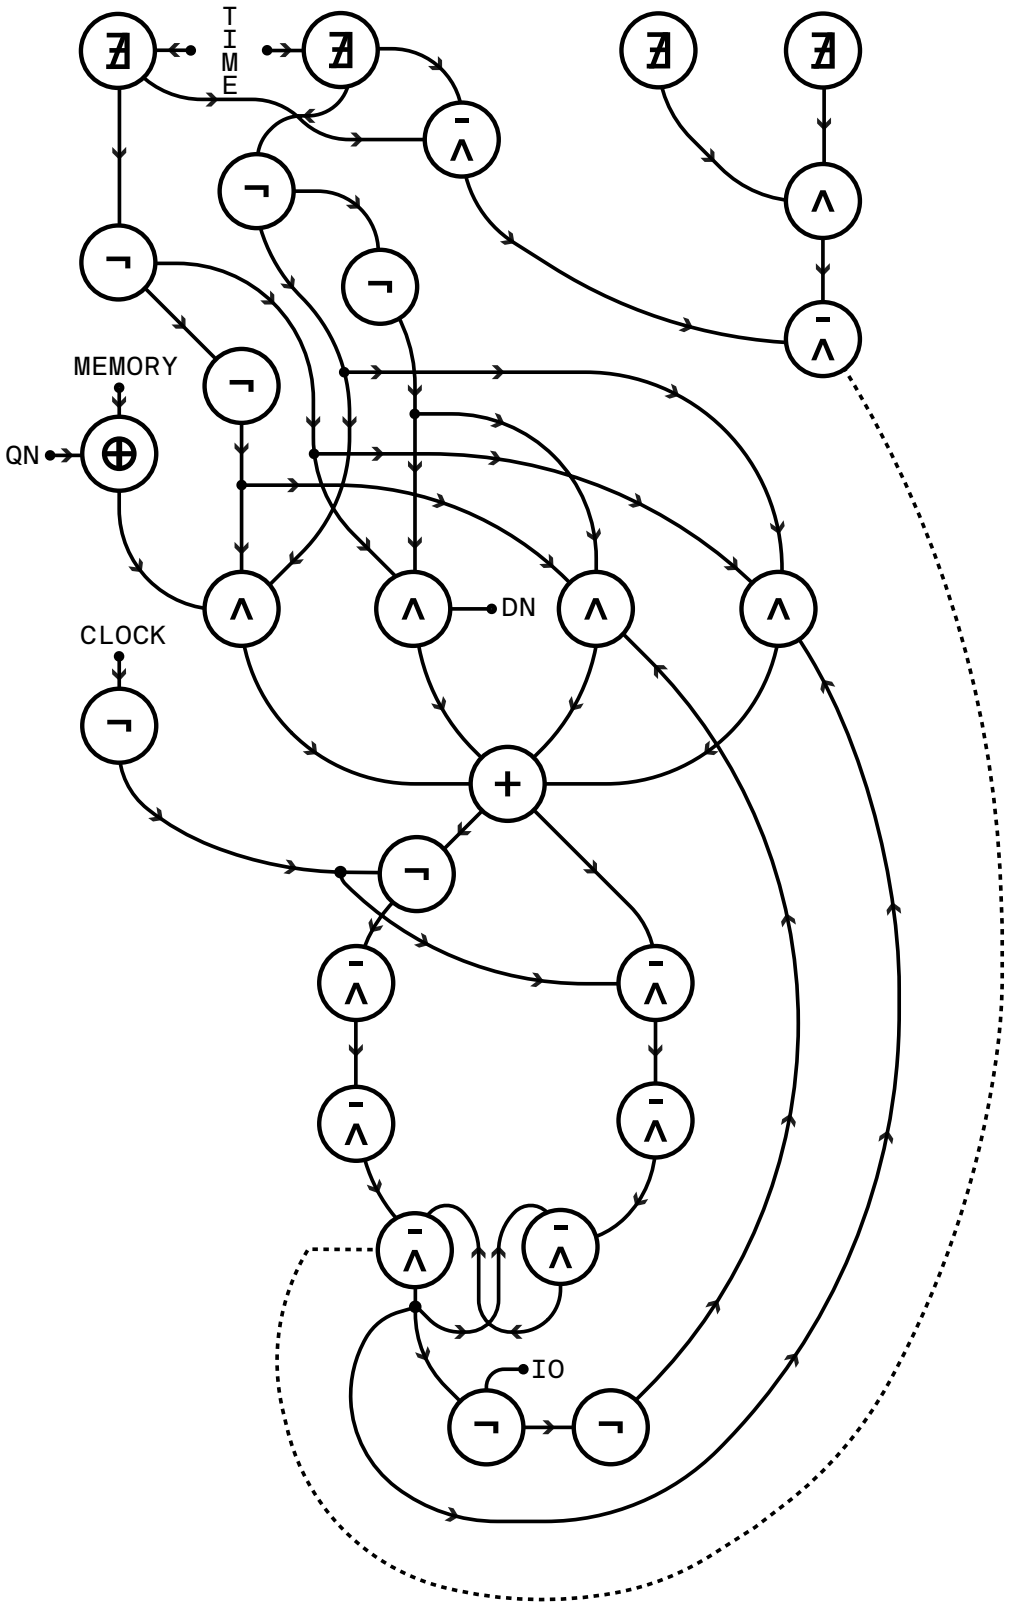 TIME
∄ ∄ ∄ ∄
⊼
¬ ∧
¬ ¬
⊼
MEMORY
¬
QN ⊕
∧ ∧ DN ∧ ∧
CLOCK
¬
+
¬
⊼ ⊼
⊼ ⊼
⊼ ⊼
IO
¬ ¬